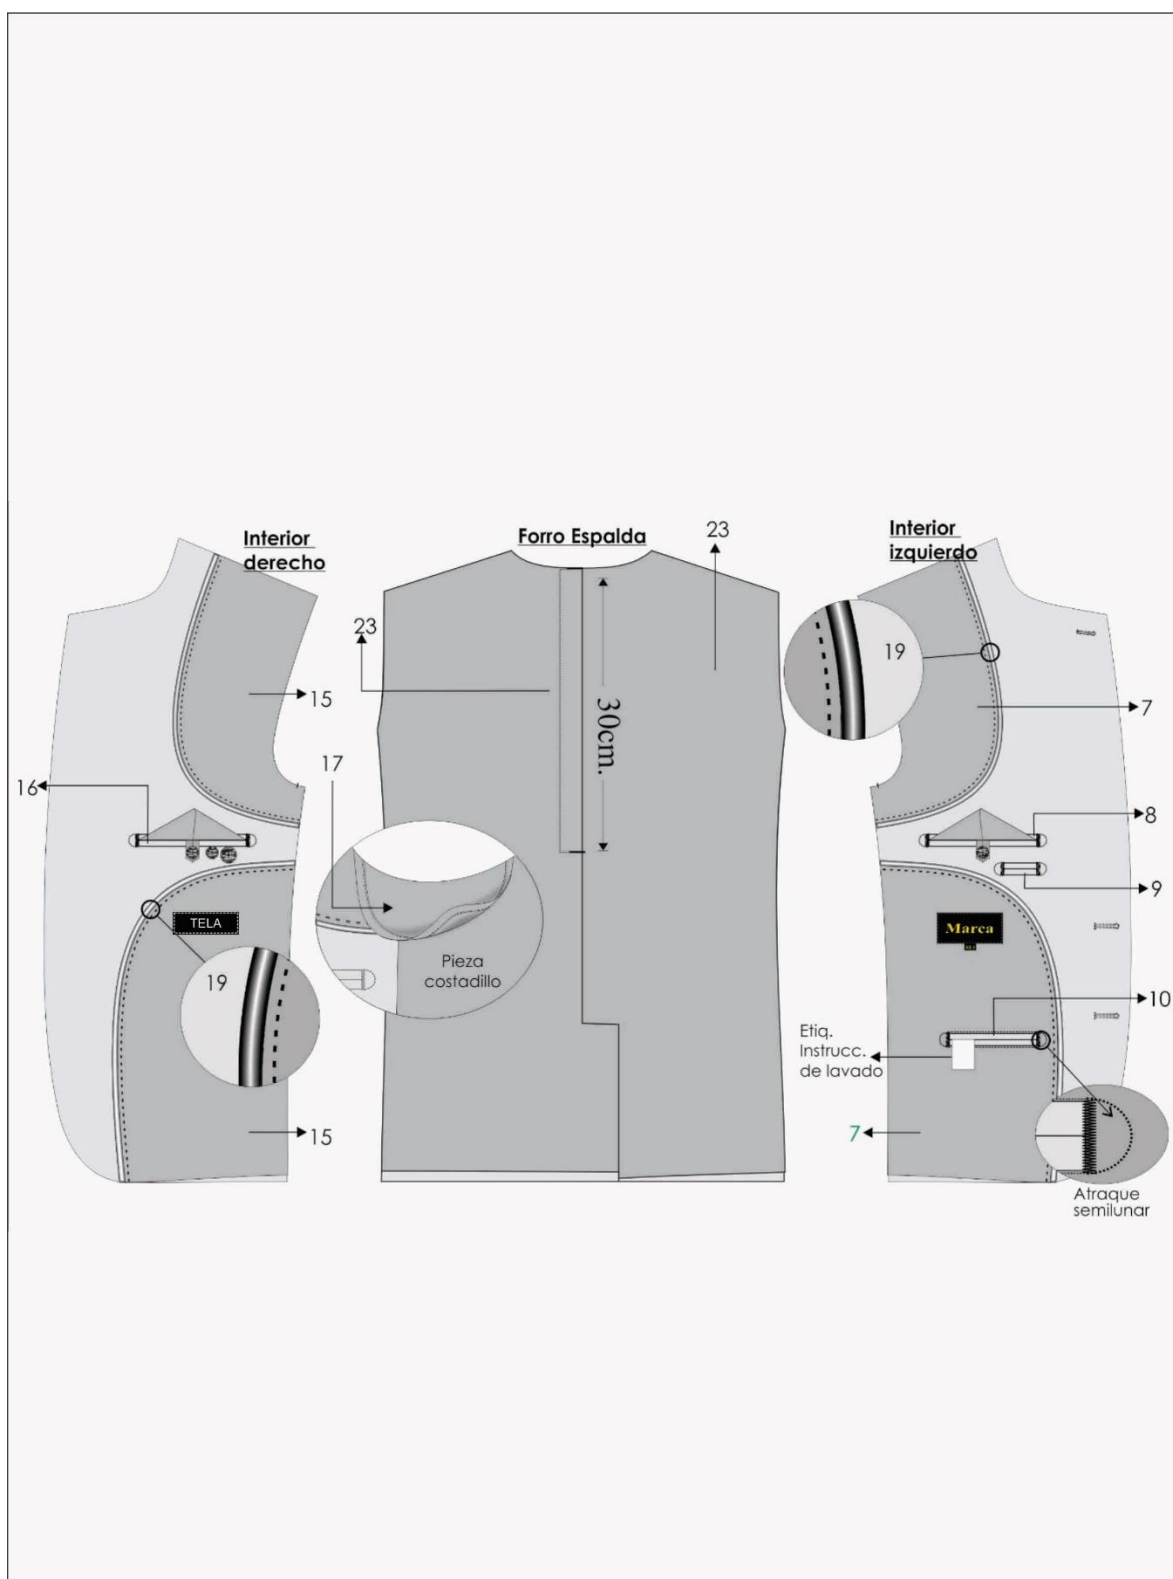 Interior
derecho
15
16
TELA
19
15
Forro Espalda
23
23
30cm.
17
Pieza
costadillo
Interior
izquierdo
19
7
8
9
Marca
10
Etiq.
Instrucc.
de lavado
7
Atraque
semilunar